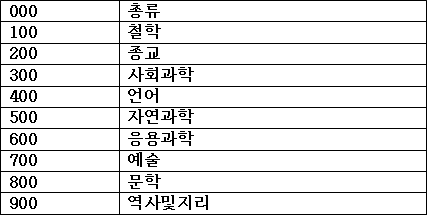 000 총류
100 철학
200 종교
300 사회과학
400 언어
500 자연과학
600 응용과학
700 예술
800 문학
900 역사및지리